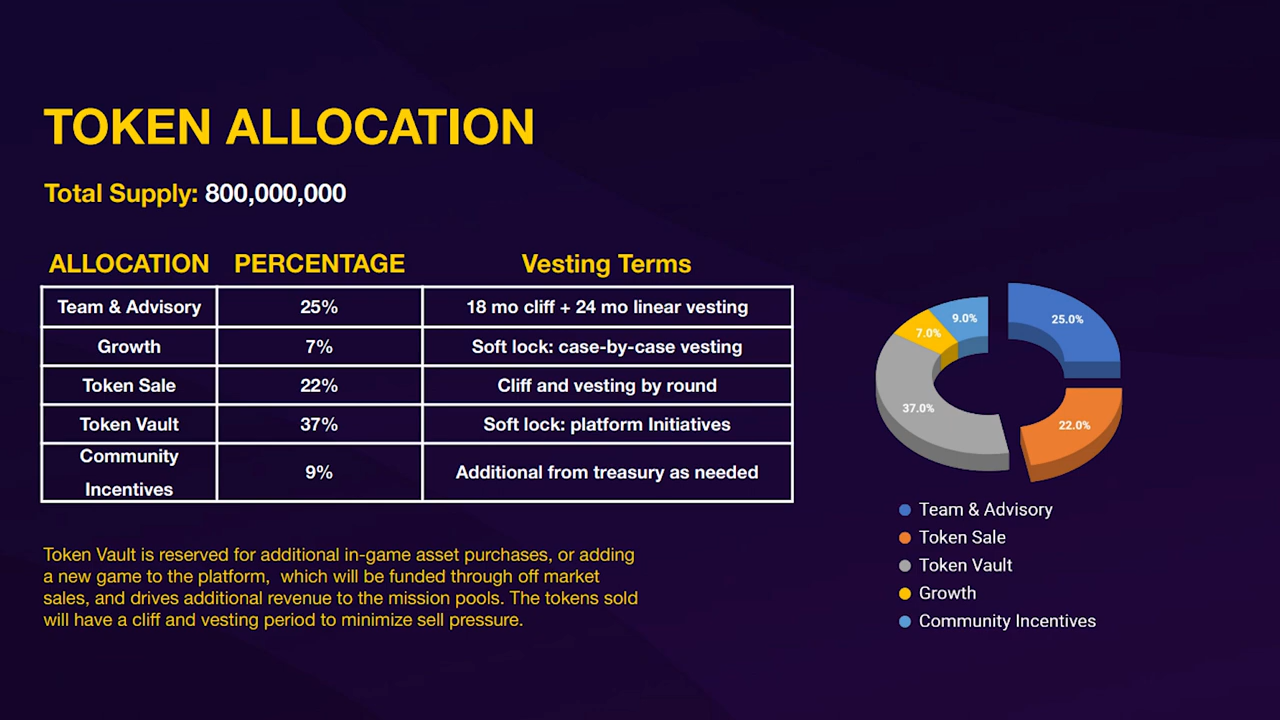 TOKEN ALLOCATION
Total Supply: 800,000,000
ALLOCATION PERCENTAGE Vesting Terms
Team & Advisory 25% 18 mo cliff + 24 mo linear vesting
Growth 7% Soft lock: case-by-case vesting
Token Sale 22% Cliff and vesting by round
Token Vault 37% Soft lock: platform Initiatives
Community
Incentives 9% Additional from treasury as needed
Token Vault is reserved for additional in-game asset purchases, or adding
a new game to the platform,  which will be funded through off market
sales, and drives additional revenue to the mission pools. The tokens sold
will have a cliff and vesting period to minimize sell pressure.
9.0%
25.0%
7.0%
37.0%
22.0%
Team & Advisory
Token Sale
Token Vault
Growth
Community Incentives